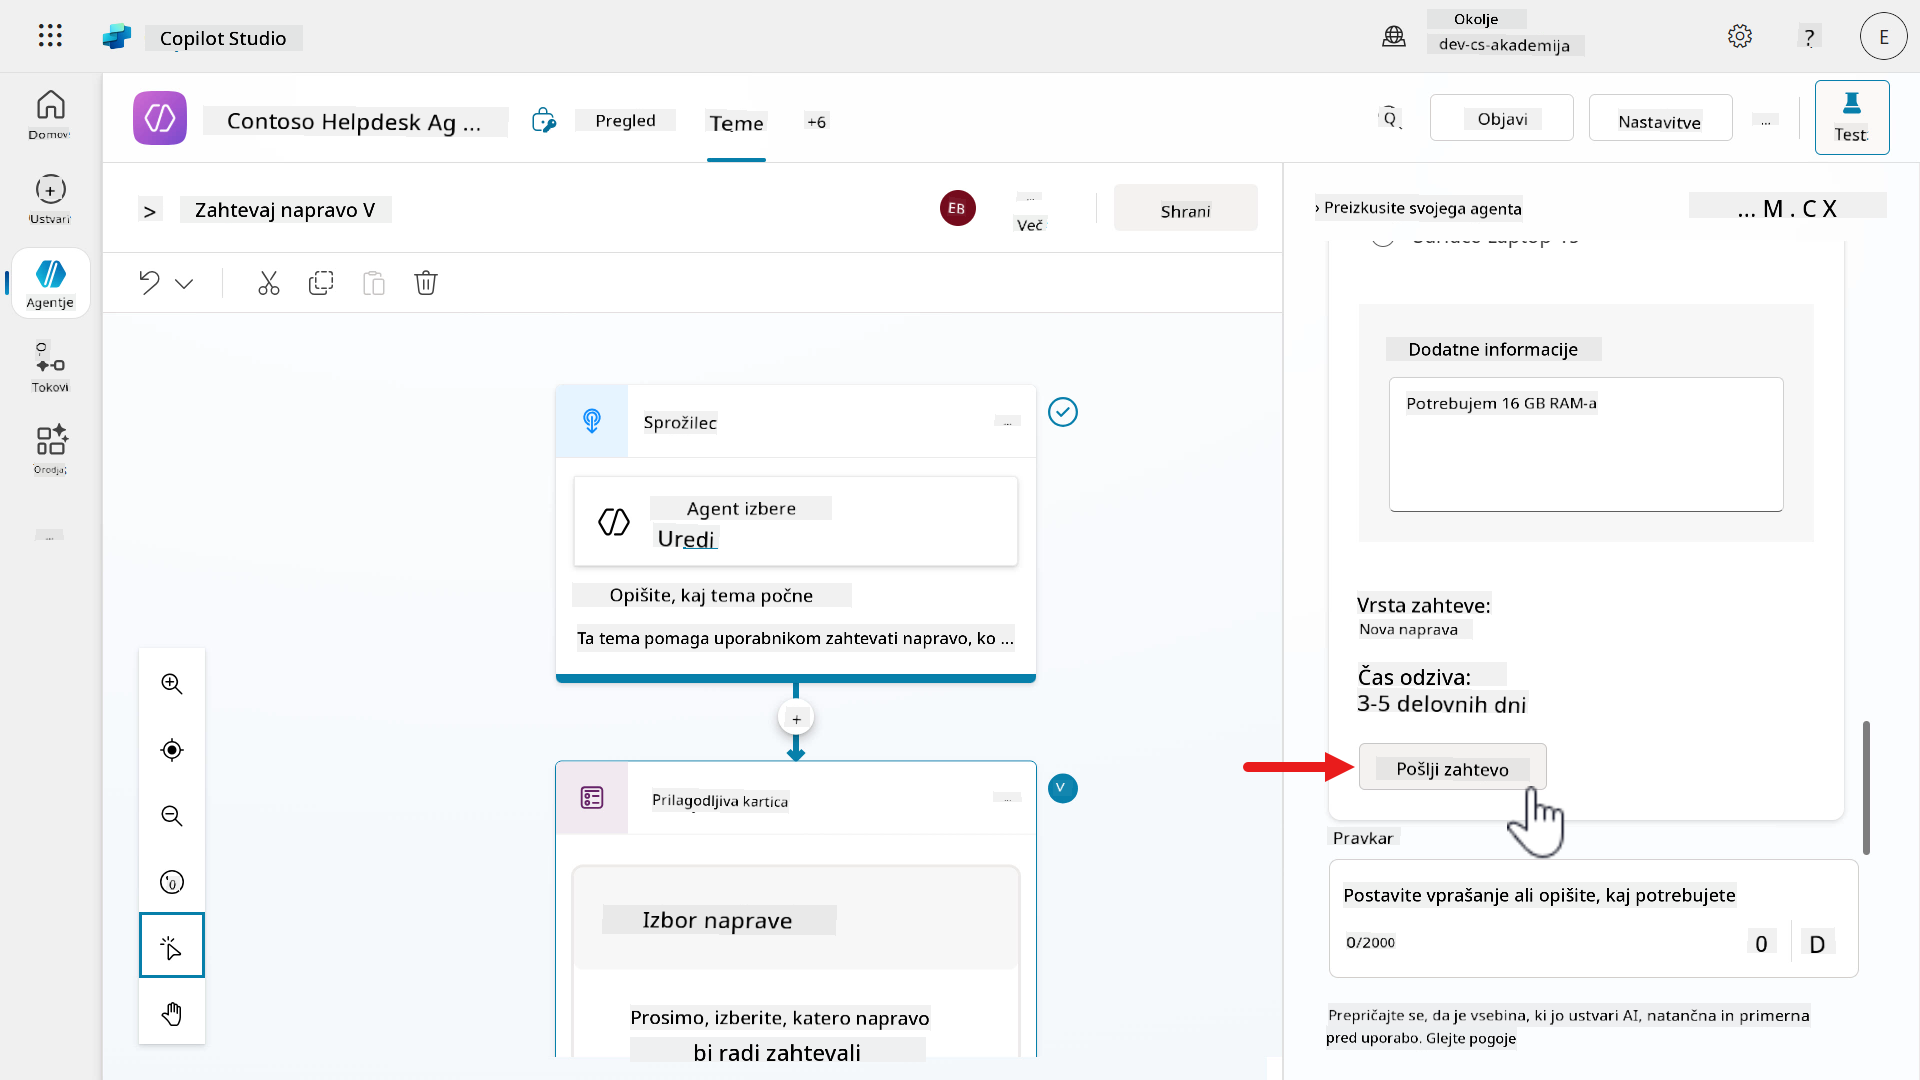 Copilot Studio
Okolje
dev-cs-akademija
?
E
Domov
Ustvari
Agentje
Tokovi
Orodja
Contoso Helpdesk Ag ...
Pregled
Teme
+6
Q
Objavi
Nastavitve
...
Test
> Zahtevaj napravo V
EB
...
Več
Shrani
Sprožilec
...
Agent izbere
Uredi
Opišite, kaj tema počne
Ta tema pomaga uporabnikom zahtevati napravo, ko ...
+
Prilagodljiva kartica
...
V
Izbor naprave
Prosimo, izberite, katero napravo
bi radi zahtevali
› Preizkusite svojega agenta
... M . C X
Dodatne informacije
Potrebujem 16 GB RAM-a
Vrsta zahteve:
Nova naprava
Čas odziva:
3-5 delovnih dni
Pošlji zahtevo
Pravkar
Postavite vprašanje ali opišite, kaj potrebujete
0/2000
0
D
Prepričajte se, da je vsebina, ki jo ustvari AI, natančna in primerna
pred uporabo. Glejte pogoje